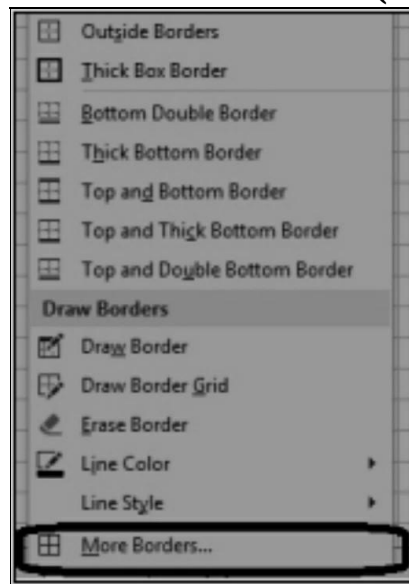 Outside Borders
Thick Box Border
Bottom Double Border
Thick Bottom Border
Top and Bottom Border
Top and Thick Bottom Border
Top and Double Bottom Border
Draw Borders
Draw Border
Draw Border Grid
Erase Border
Line Color
Line Style
More Borders...